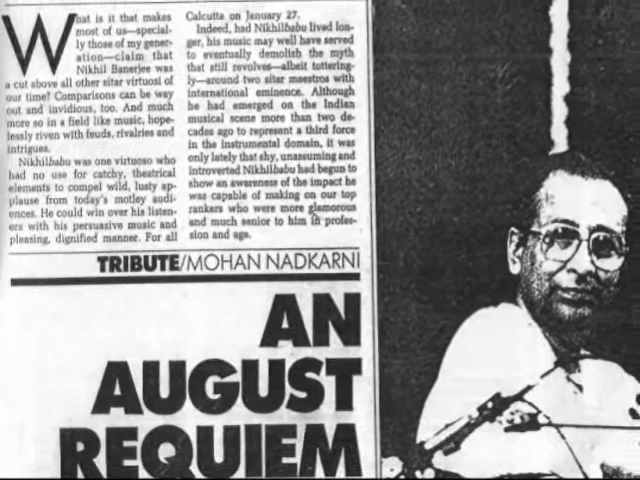 What is it that makes
most of us—special-
ly those of my gener-
ation—claim that
Nikhil Banerjee was
a cut above all other sitar virtuosi of
our time? Comparisons can be way
out and invidious, too. And much
more so in a field like music, hope-
lessly riven with feuds, rivalries and
intrigues.
Nikhilbabu was one virtuoso who
had no use for catchy, theatrical
elements to compel wild, lusty ap-
plause from today's motley audi-
ences. He could win over his listen-
ers with his persuasive music and
pleasing, dignified manner. For all
Calcutta on January 27.
Indeed, had Nikhilbabu lived lon-
ger, his music may well have served
to eventually demolish the myth
that still revolves—albeit tottering-
ly—around two sitar maestros with
international eminence. Although
he had emerged on the Indian
musical scene more than two de-
cades ago to represent a third force
in the instrumental domain, it was
only lately that shy, unassuming and
introverted Nikhilbabu had begun to
show an awareness of the impact he
was capable of making on our top
rankers who were more glamorous
and much senior to him in profes-
sion and age.
TRIBUTE/MOHAN NADKARNI
AN
AUGUST
REQUIEM